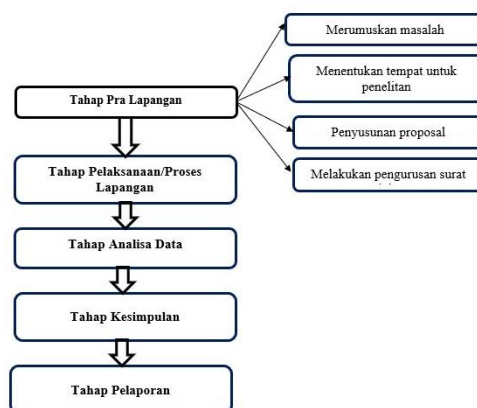 Tahap Pra Lapangan
Merumuskan masalah
Menentukan tempat untuk
penelitan
Penyusunan proposal
Melakukan pengurusan surat
Tahap Pelaksanaan/Proses
Lapangan
Tahap Analisa Data
Tahap Kesimpulan
Tahap Pelaporan